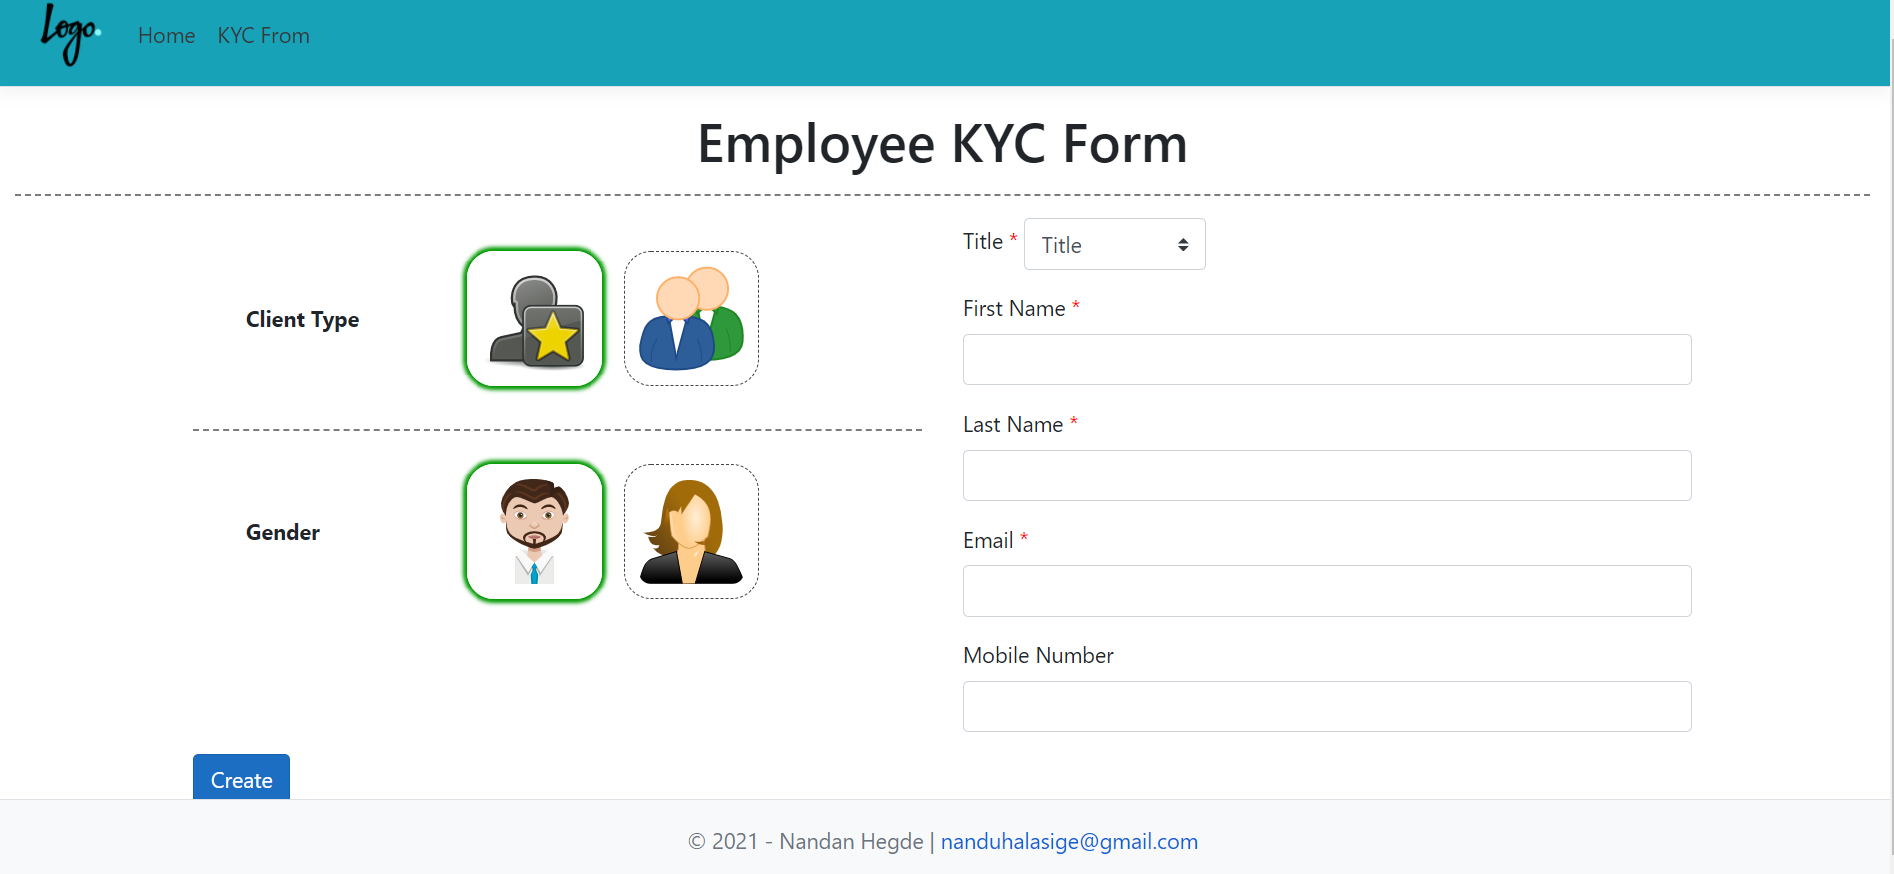 Logo.
Home KYC From
Employee KYC Form
Client Type
Gender
Title * Title
First Name *
Last Name *
Email *
Mobile Number
Create
© 2021 - Nandan Hegde | nanduhalasige@gmail.com